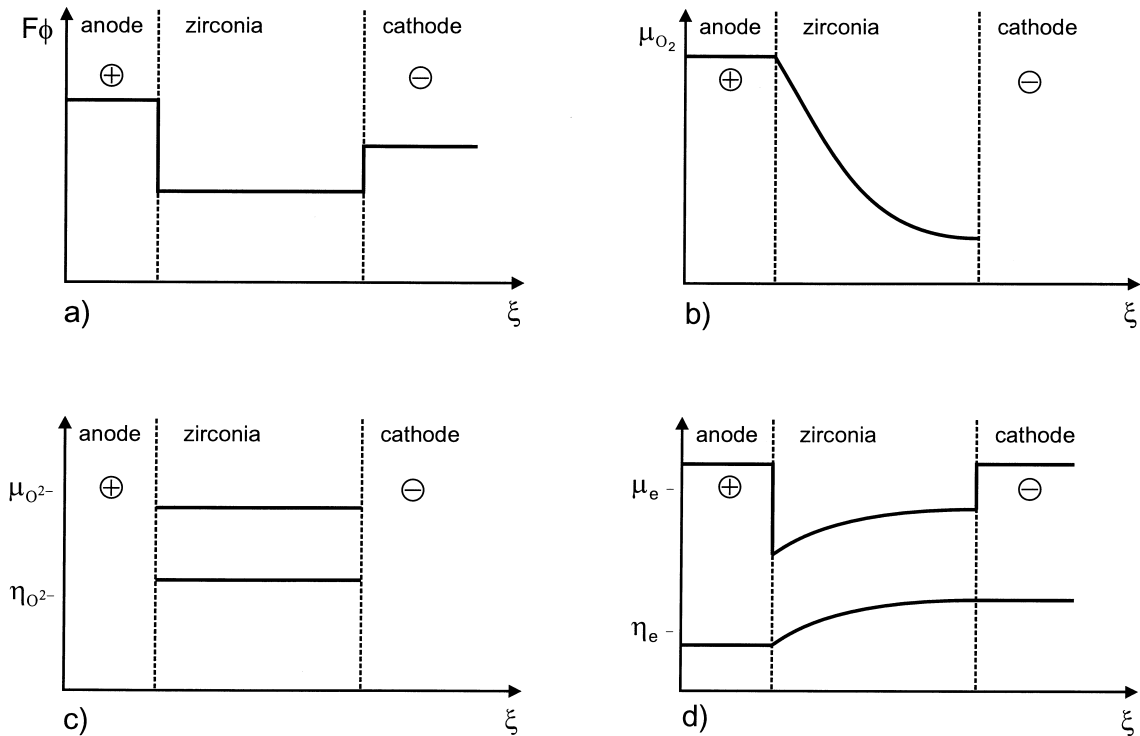 Fϕ
anode zirconia cathode
⊕ ⊖
a) ξ
μO₂
anode zirconia cathode
⊕ ⊖
b) ξ
anode zirconia cathode
μO²⁻ ⊕ ⊖
ηO²⁻
c) ξ
anode zirconia cathode
μe⁻ ⊕ ⊖
ηe⁻
d) ξ